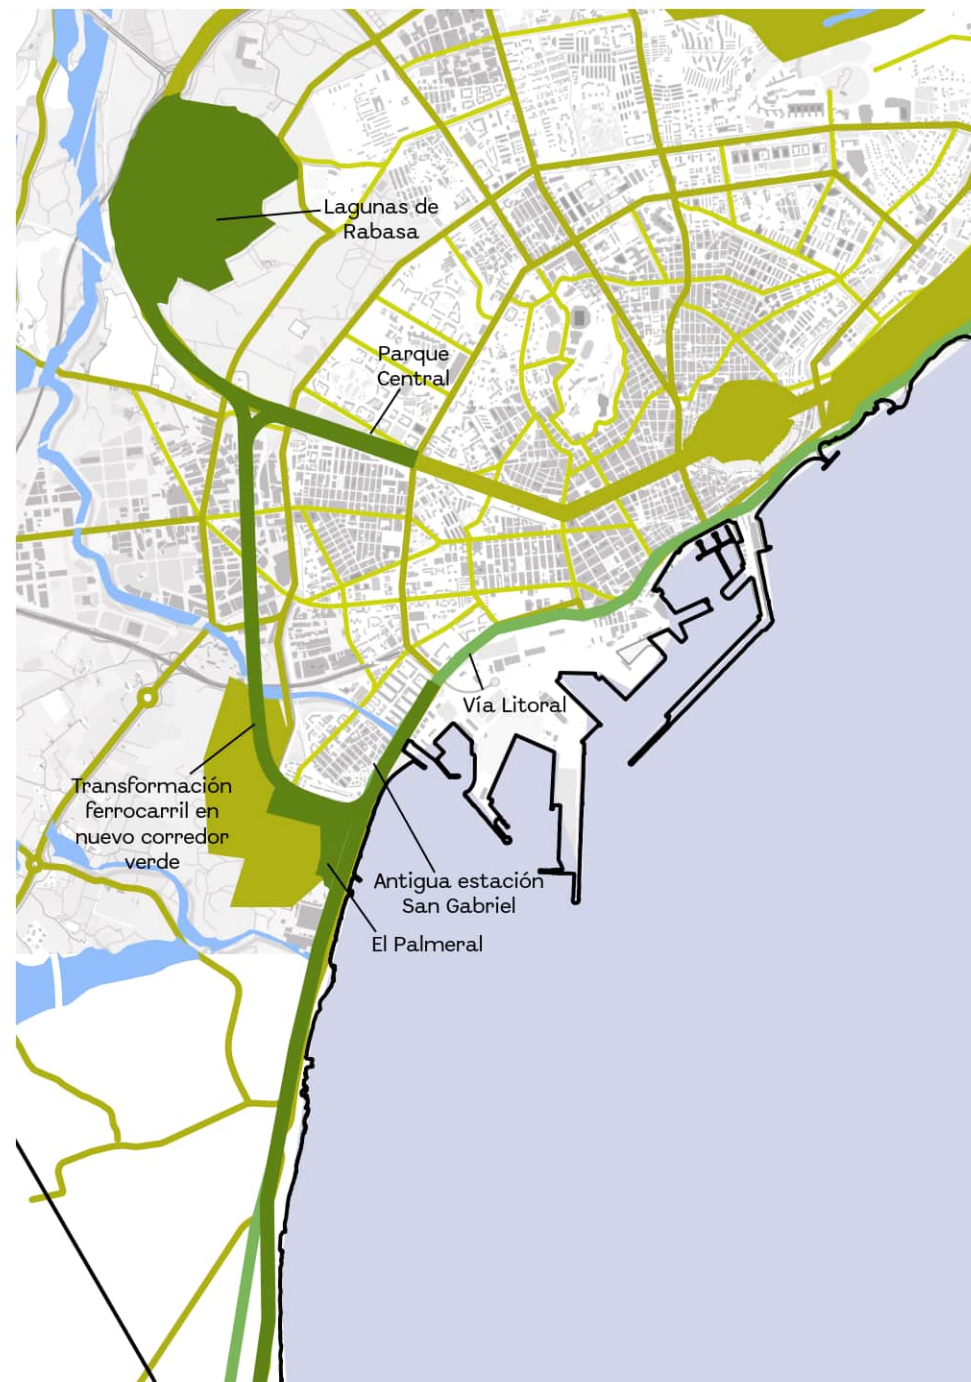 Lagunas de
Rabasa
Parque
Central
Vía Litoral
Transformación
ferrocarril en
nuevo corredor
verde
Antigua estación
San Gabriel
El Palmeral